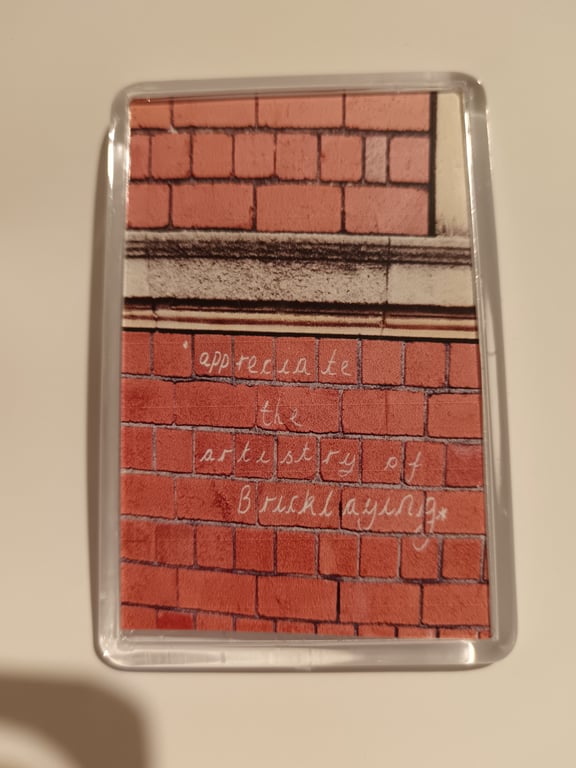 * appreciate
the
artistry of
Bricklaying*